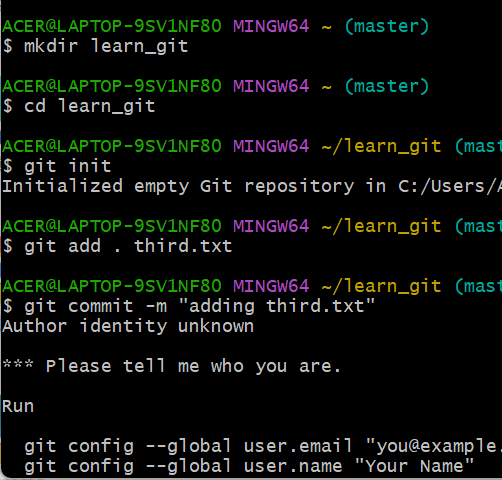 ACER@LAPTOP-9SV1NF80 MINGW64 ~ (master)
$ mkdir learn_git
ACER@LAPTOP-9SV1NF80 MINGW64 ~ (master)
$ cd learn_git
ACER@LAPTOP-9SV1NF80 MINGW64 ~/learn_git (mast
$ git init
Initialized empty Git repository in C:/Users/A
ACER@LAPTOP-9SV1NF80 MINGW64 ~/learn_git (mast
$ git add . third.txt
ACER@LAPTOP-9SV1NF80 MINGW64 ~/learn_git (mast
$ git commit -m "adding third.txt"
Author identity unknown
*** Please tell me who you are.
Run
git config --global user.email "you@example.
git config --global user.name "Your Name"